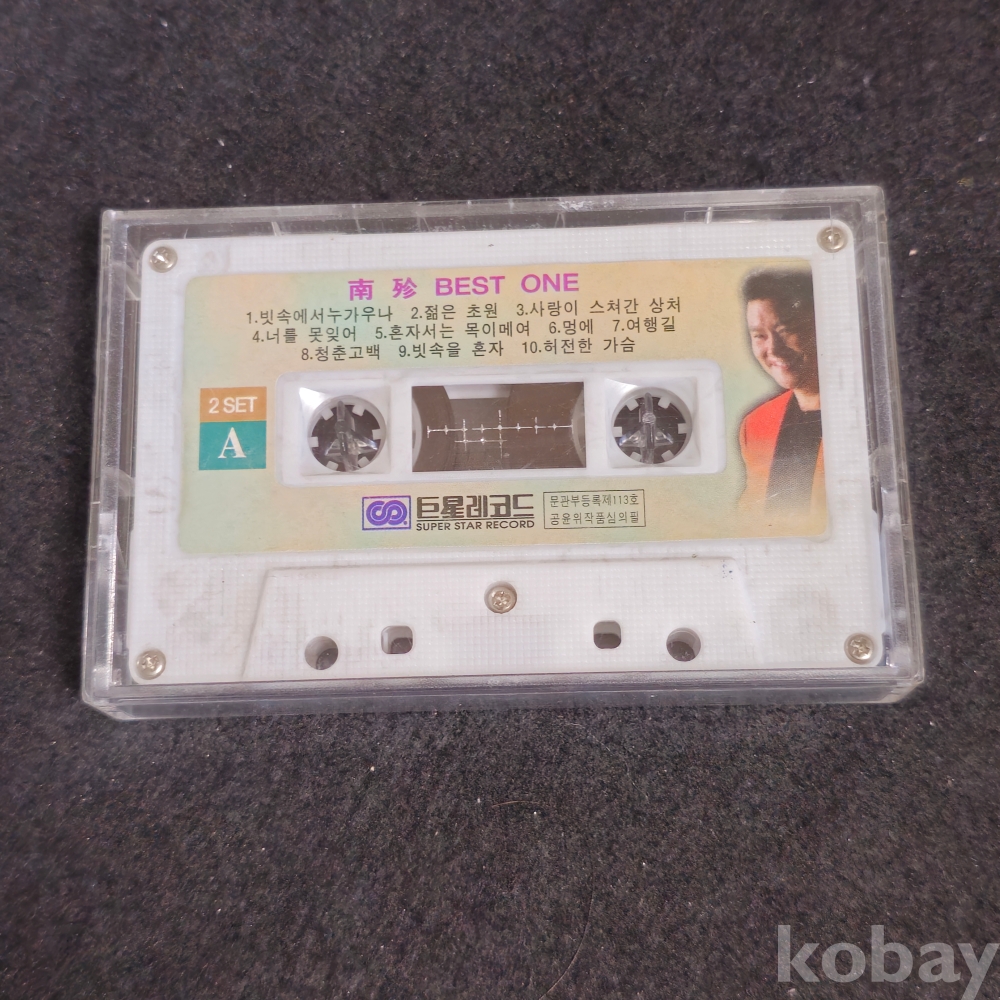 南 殄 BEST ONE
1.빗속에서누가우나 2.젊은 초원 3.사랑이 스쳐간 상처
4.너를 못잊어 5.혼자서는 목이메여 6.멍에 7.여행길
8.청춘고백 9.빗속을 혼자 10.허전한 가슴
2 SET
A
巨星레코드
SUPER STAR RECORD
문관부등록제113호
공윤위작품심의필
kobay